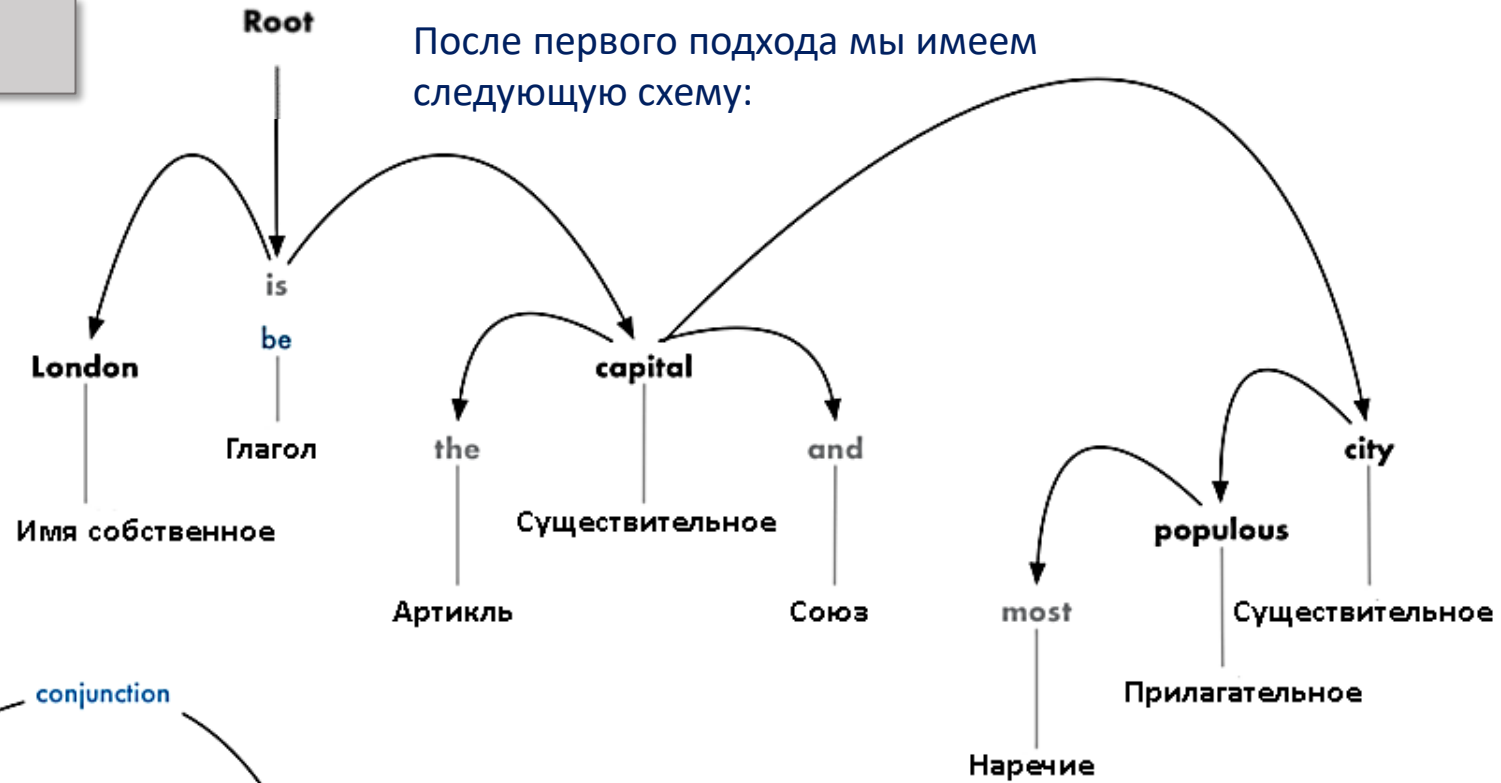 Root
После первого подхода мы имеем
следующую схему:
is
be
London
capital
Глагол
the
and
city
Имя собственное
Существительное
populous
Артикль
Союз
most
Существительное
conjunction
Прилагательное
Наречие